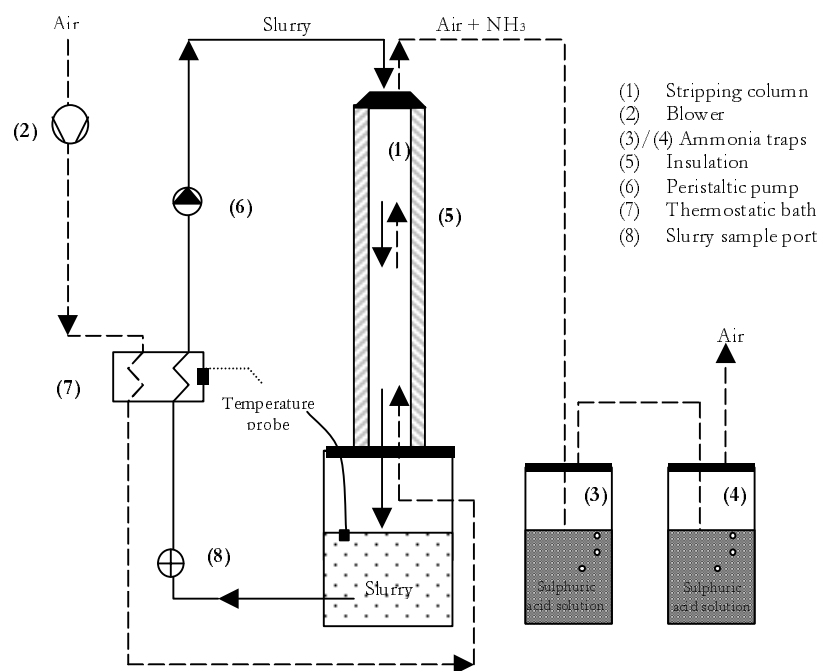 Air
Slurry
Air + NH₃
(2)
(1)
(6)
(5)
(1) Stripping column
(2) Blower
(3)/(4) Ammonia traps
(5) Insulation
(6) Peristaltic pump
(7) Thermostatic bath
(8) Slurry sample port
Air
(7)
Temperature
probe
(3)
(4)
(8)
Slurry
Sulphuric
acid solution
Sulphuric
acid solution